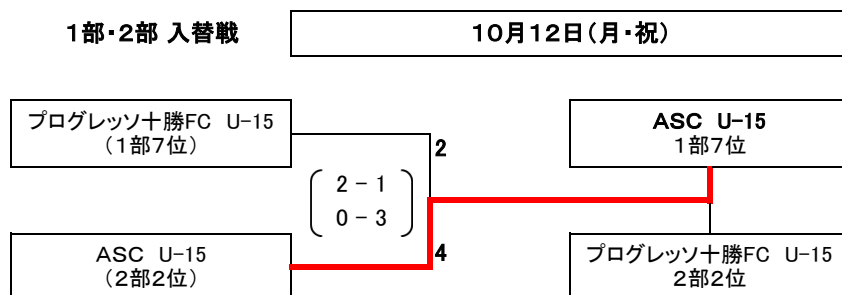 1部・2部 入替戦
10月12日(月・祝)
プログレッソ十勝FC U-15
(1部7位)
2
2 - 1
0 - 3
4
ASC U-15
(2部2位)
ASC U-15
1部7位
プログレッソ十勝FC U-15
2部2位